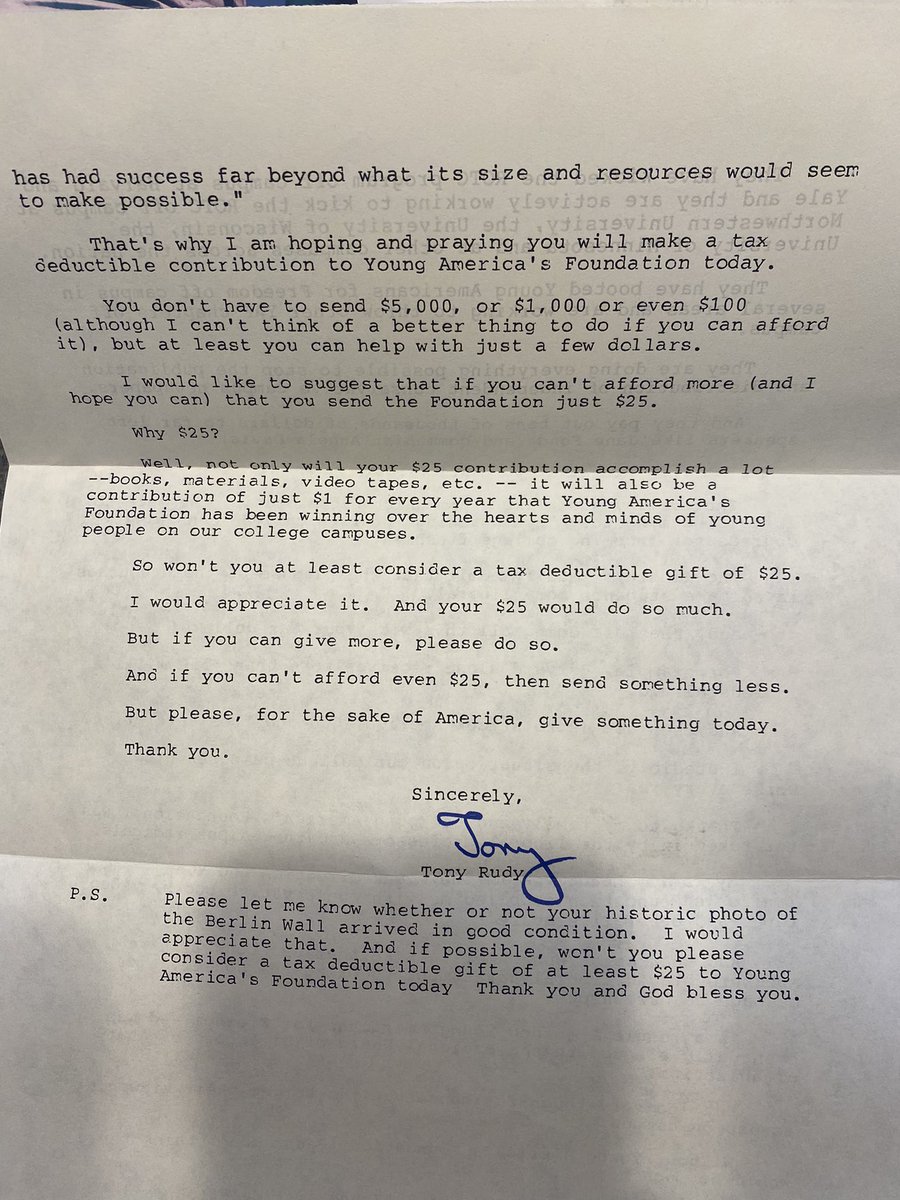 has had success far beyond what its size and resources would seem
to make possible."
That's why I am hoping and praying you will make a tax
deductible contribution to Young America's Foundation today.
You don't have to send $5,000, or $1,000 or even $100
(although I can't think of a better thing to do if you can afford
it), but at least you can help with just a few dollars.
I would like to suggest that if you can't afford more (and I
hope you can) that you send the Foundation just $25.
Why $25?
Well, not only will your $25 contribution accomplish a lot
--books, materials, video tapes, etc. -- it will also be a
contribution of just $1 for every year that Young America's
Foundation has been winning over the hearts and minds of young
people on our college campuses.
So won't you at least consider a tax deductible gift of $25.
I would appreciate it. And your $25 would do so much.
But if you can give more, please do so.
And if you can't afford even $25, then send something less.
But please, for the sake of America, give something today.
Thank you.
Sincerely,
Tony
Tony Rudy
P.S. Please let me know whether or not your historic photo of
the Berlin Wall arrived in good condition. I would
appreciate that. And if possible, won't you please
consider a tax deductible gift of at least $25 to Young
America's Foundation today Thank you and God bless you.